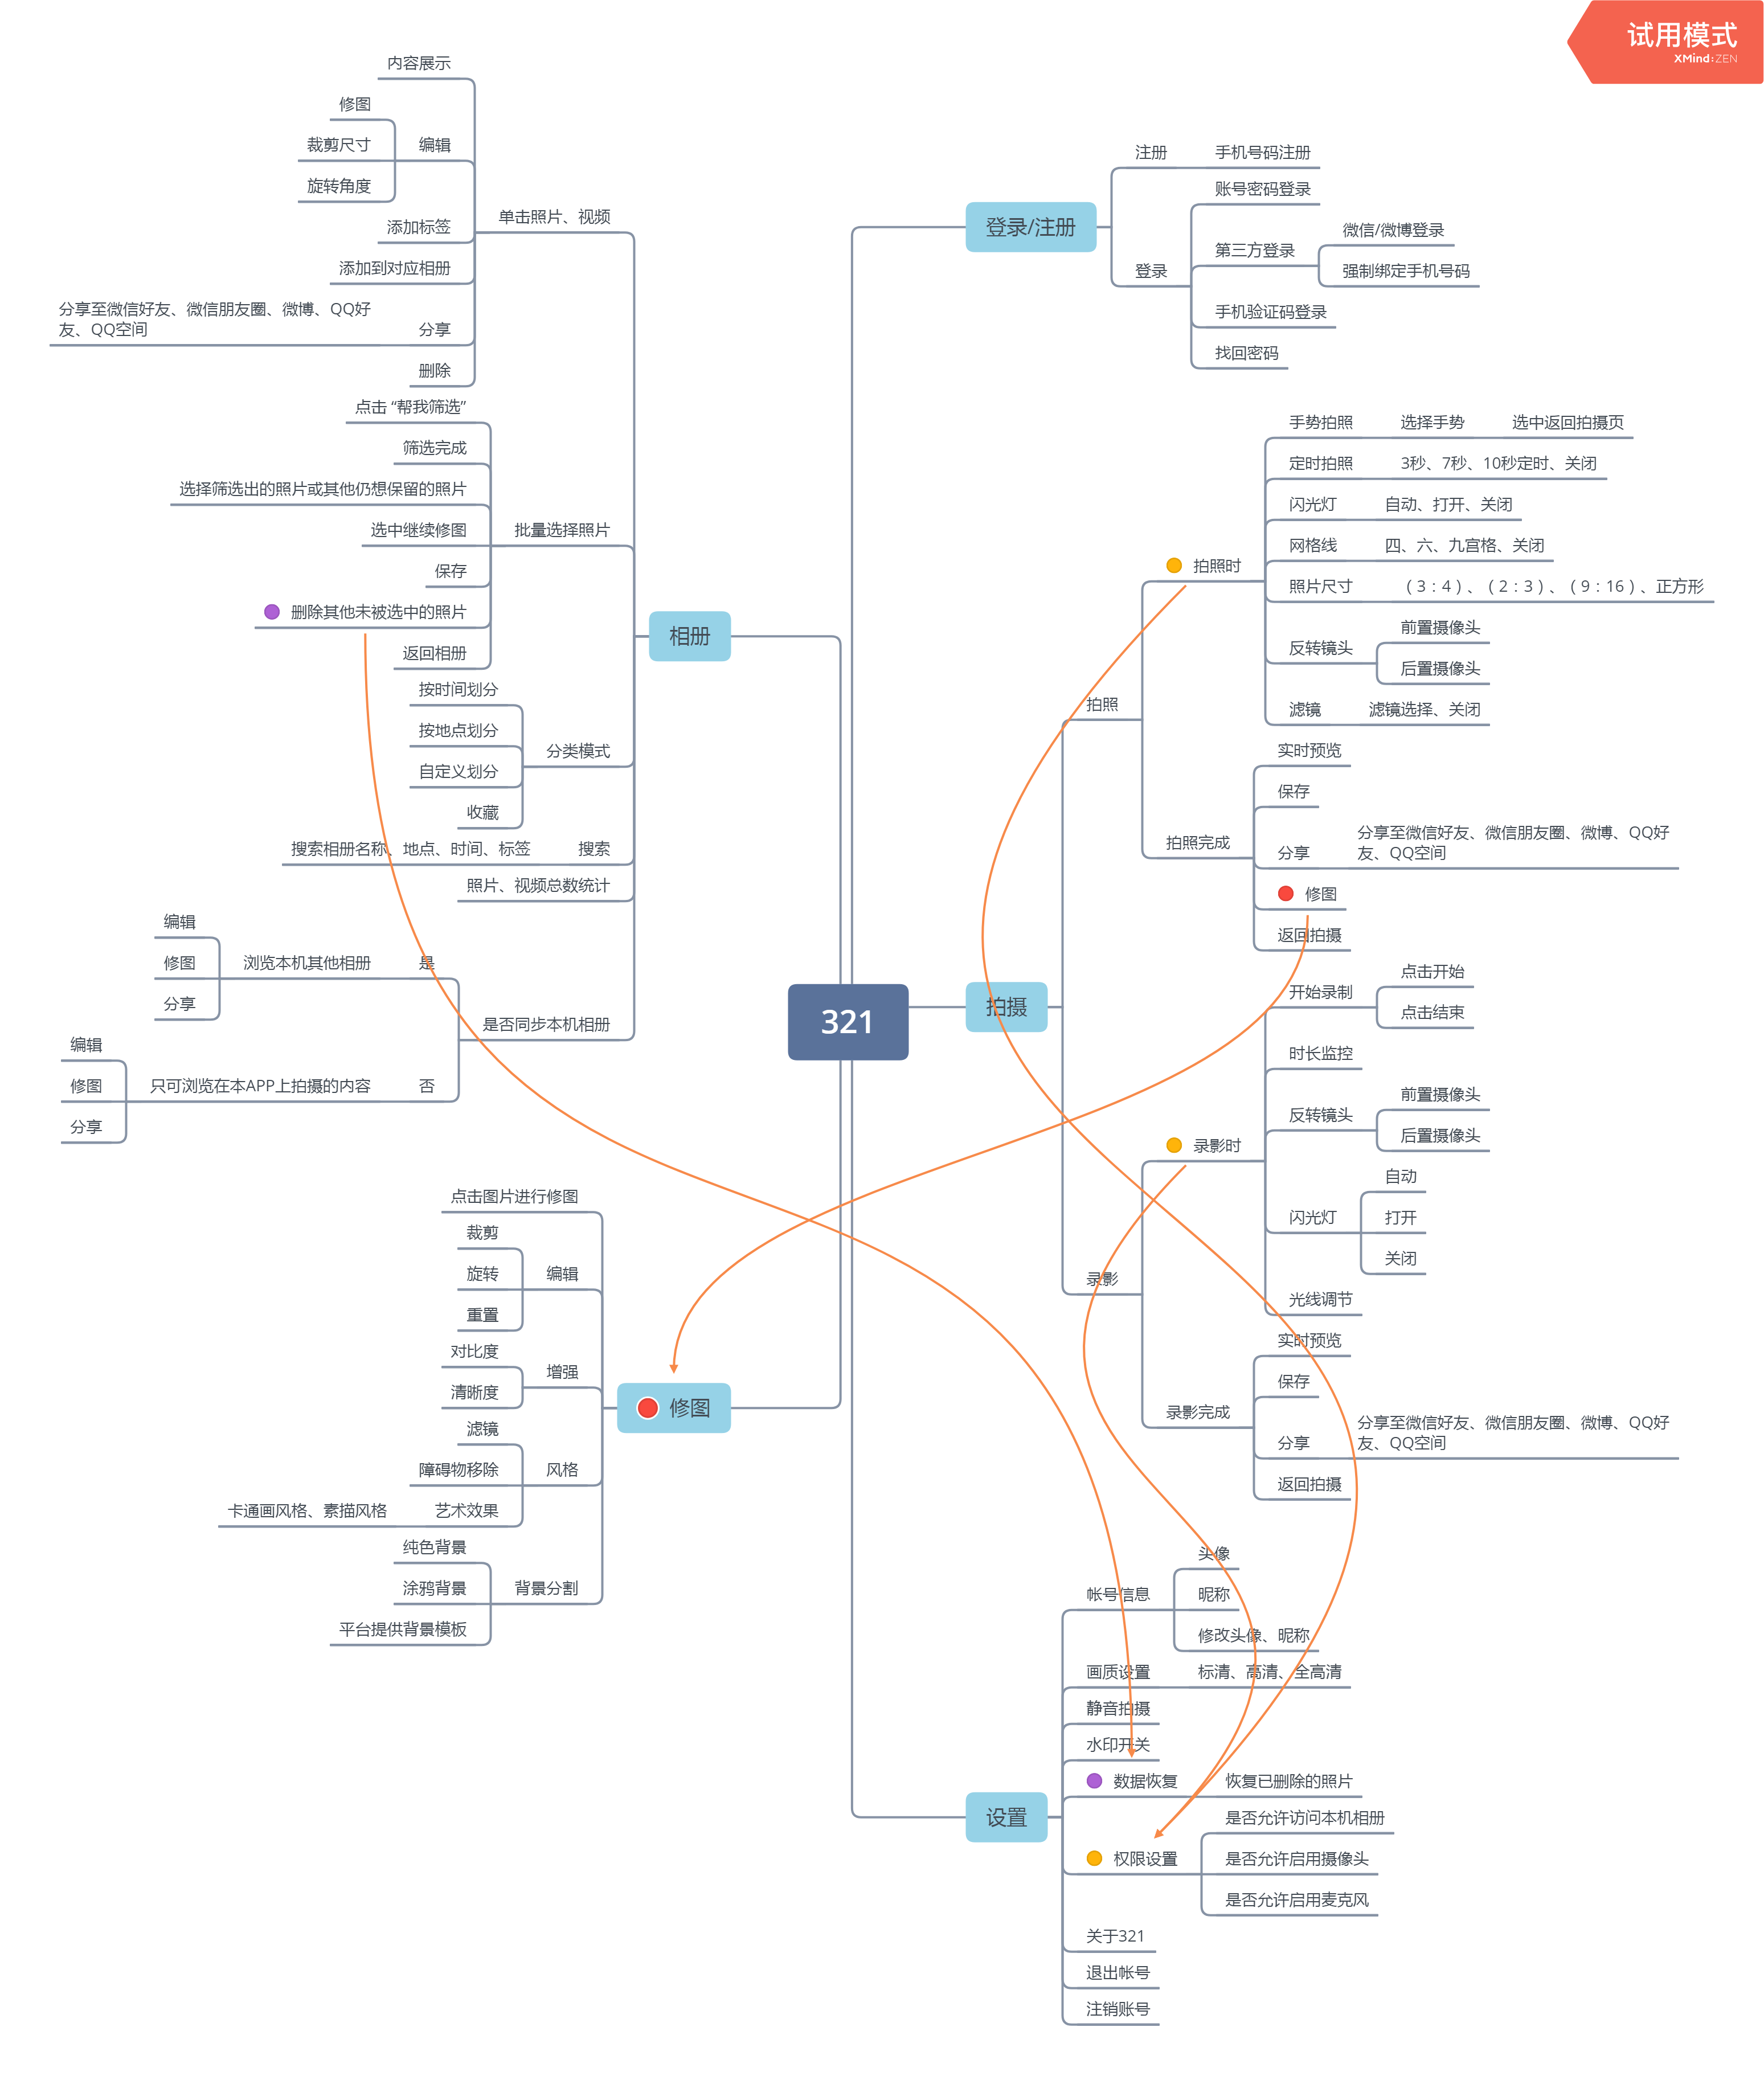 试用模式
XMind:ZEN
321
登录/注册
注册
手机号码注册
登录
账号密码登录
第三方登录
微信/微博登录
强制绑定手机号码
手机验证码登录
找回密码
拍摄
拍照
拍照时
手势拍照
选择手势
选中返回拍摄页
定时拍照
3秒、7秒、10秒定时、关闭
闪光灯
自动、打开、关闭
网格线
四、六、九宫格、关闭
照片尺寸
（3：4）、（2：3）、（9：16）、正方形
反转镜头
前置摄像头
后置摄像头
滤镜
滤镜选择、关闭
拍照完成
实时预览
保存
分享
分享至微信好友、微信朋友圈、微博、QQ好
友、QQ空间
修图
返回拍摄
录影
录影时
开始录制
点击开始
点击结束
时长监控
反转镜头
前置摄像头
后置摄像头
闪光灯
自动
打开
关闭
光线调节
录影完成
实时预览
保存
分享
分享至微信好友、微信朋友圈、微博、QQ好
友、QQ空间
返回拍摄
设置
帐号信息
头像
昵称
修改头像、昵称
画质设置
标清、高清、全高清
静音拍摄
水印开关
数据恢复
恢复已删除的照片
权限设置
是否允许访问本机相册
是否允许启用摄像头
是否允许启用麦克风
关于321
退出帐号
注销账号
相册
单击照片、视频
内容展示
编辑
修图
裁剪尺寸
旋转角度
添加标签
添加到对应相册
分享
分享至微信好友、微信朋友圈、微博、QQ好
友、QQ空间
删除
批量选择照片
点击 “帮我筛选”
筛选完成
选择筛选出的照片或其他仍想保留的照片
选中继续修图
保存
删除其他未被选中的照片
返回相册
分类模式
按时间划分
按地点划分
自定义划分
收藏
搜索
搜索相册名称、地点、时间、标签
照片、视频总数统计
是否同步本机相册
是
浏览本机其他相册
编辑
修图
分享
否
只可浏览在本APP上拍摄的内容
编辑
修图
分享
修图
点击图片进行修图
编辑
裁剪
旋转
重置
增强
对比度
清晰度
风格
滤镜
障碍物移除
艺术效果
卡通画风格、素描风格
背景分割
纯色背景
涂鸦背景
平台提供背景模板